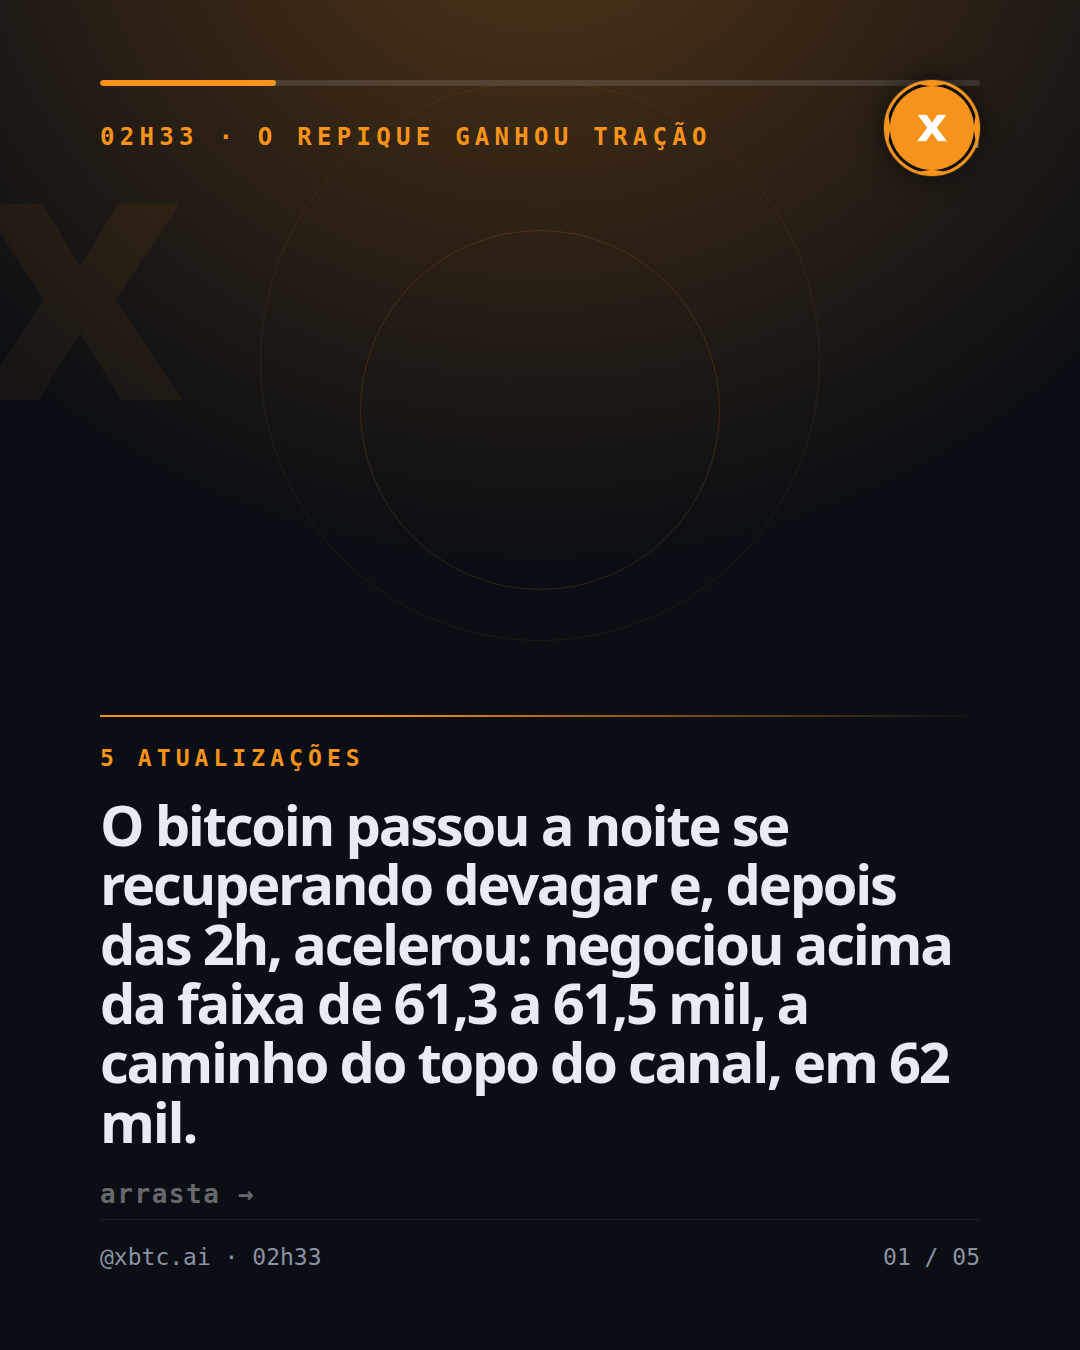 02H33 · O REPIQUE GANHOU TRAÇÃO
X
X
5 ATUALIZAÇÕES
O bitcoin passou a noite se
recuperando devagar e, depois
das 2h, acelerou: negociou acima
da faixa de 61,3 a 61,5 mil, a
caminho do topo do canal, em 62
mil.
arrasta →
@xbtc.ai · 02h33
01 / 05